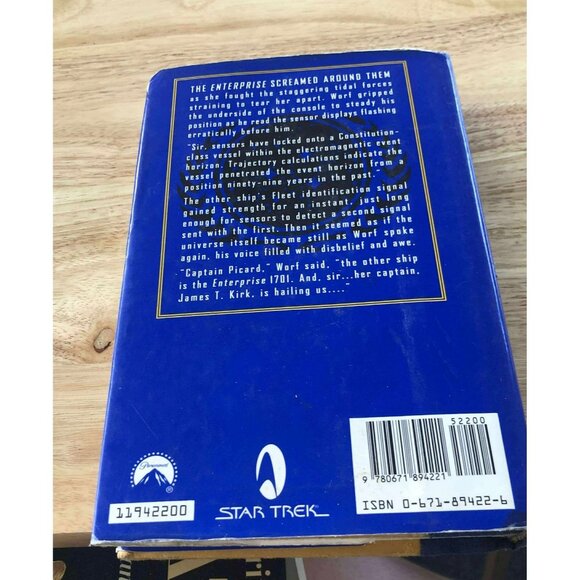 THE ENTERPRISE SCREAMED AROUND THEM
as she fought the staggering tidal forces
straining to tear her apart. Worf gripped
the underside of the console to steady his
position as he read the sensor displays flashing
erratically before him.
"Sir, sensors have locked onto a Constitution-
class vessel within the electromagnetic event
horizon. Trajectory calculations indicate the
vessel penetrated the event horizon from a
position ninety-nine years in the past."
The other ship's Fleet identification signal
gained strength for an instant, just long
enough for sensors to detect a second signal
sent with the first. Then it seemed as if the
universe itself became still as Worf spoke
again, his voice filled with disbelief and awe.
"Captain Picard," Worf said, "the other ship
is the Enterprise 1701. And, sir...her captain,
James T. Kirk, is hailing us...."
Paramount
11942200
STAR TREK
52200
9 780671 894221
ISBN 0-671-89422-6